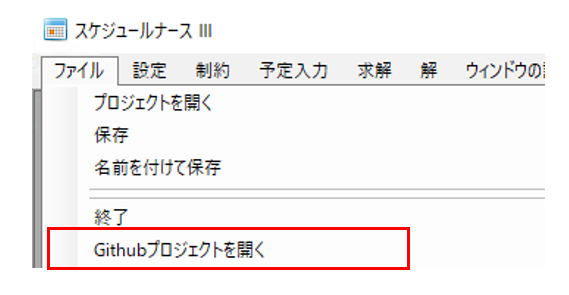 スケジュールナース III
ファイル 設定 制約 予定入力 求解 解 ウィンドウの
プロジェクトを開く
保存
名前を付けて保存
終了
Githubプロジェクトを開く